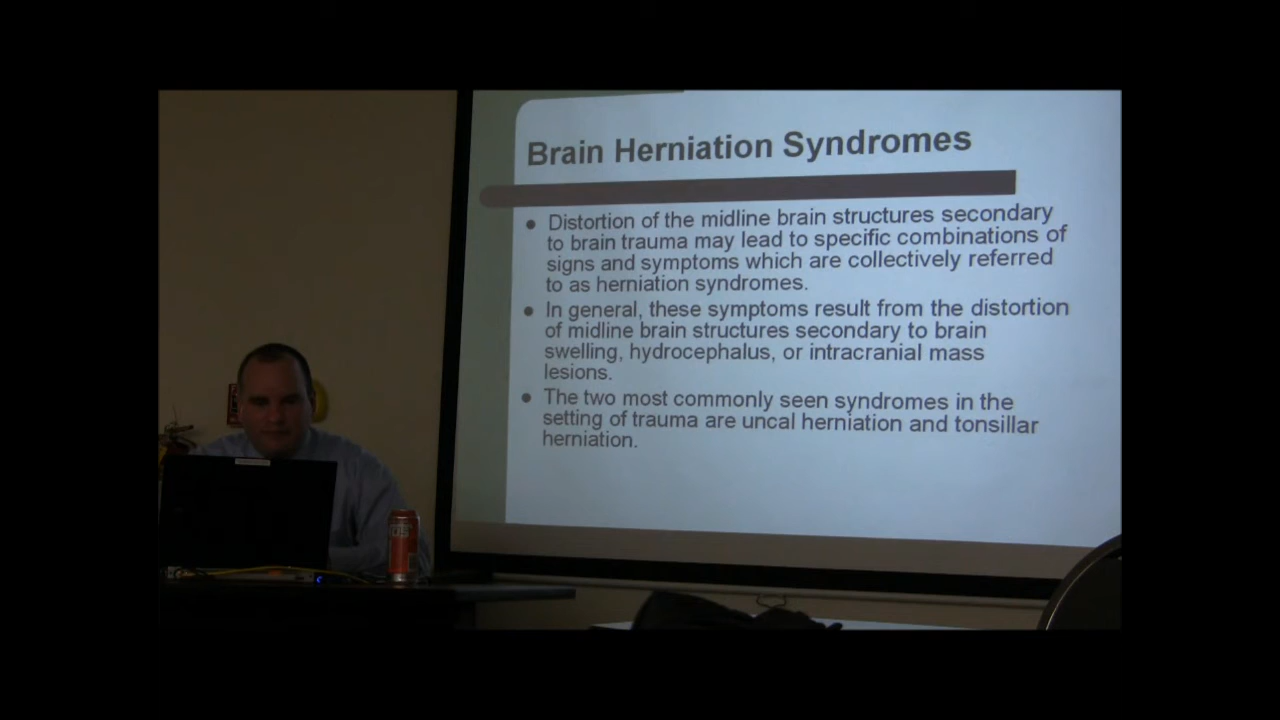 Brain Herniation Syndromes
● Distortion of the midline brain structures secondary
to brain trauma may lead to specific combinations of
signs and symptoms which are collectively referred
to as herniation syndromes.
● In general, these symptoms result from the distortion
of midline brain structures secondary to brain
swelling, hydrocephalus, or intracranial mass
lesions.
● The two most commonly seen syndromes in the
setting of trauma are uncal herniation and tonsillar
herniation.